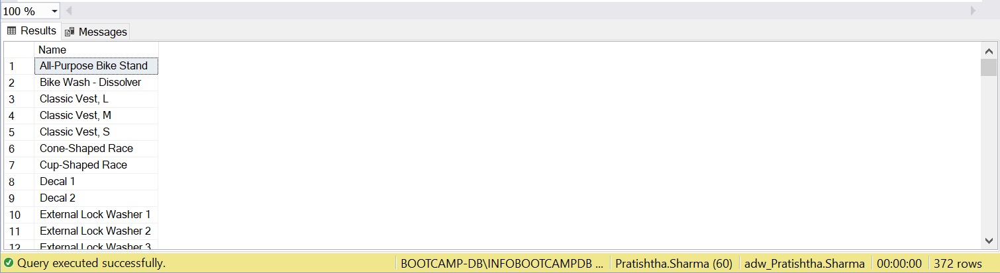 100 %
Results Messages
Name
1 All-Purpose Bike Stand
2 Bike Wash - Dissolver
3 Classic Vest, L
4 Classic Vest, M
5 Classic Vest, S
6 Cone-Shaped Race
7 Cup-Shaped Race
8 Decal 1
9 Decal 2
10 External Lock Washer 1
11 External Lock Washer 2
12 External Lock Washer 3
Query executed successfully. BOOTCAMP-DB\INFOBOOTCAMPDB ... Pratishtha.Sharma (60) adw_Pratishtha.Sharma 00:00:00 372 rows